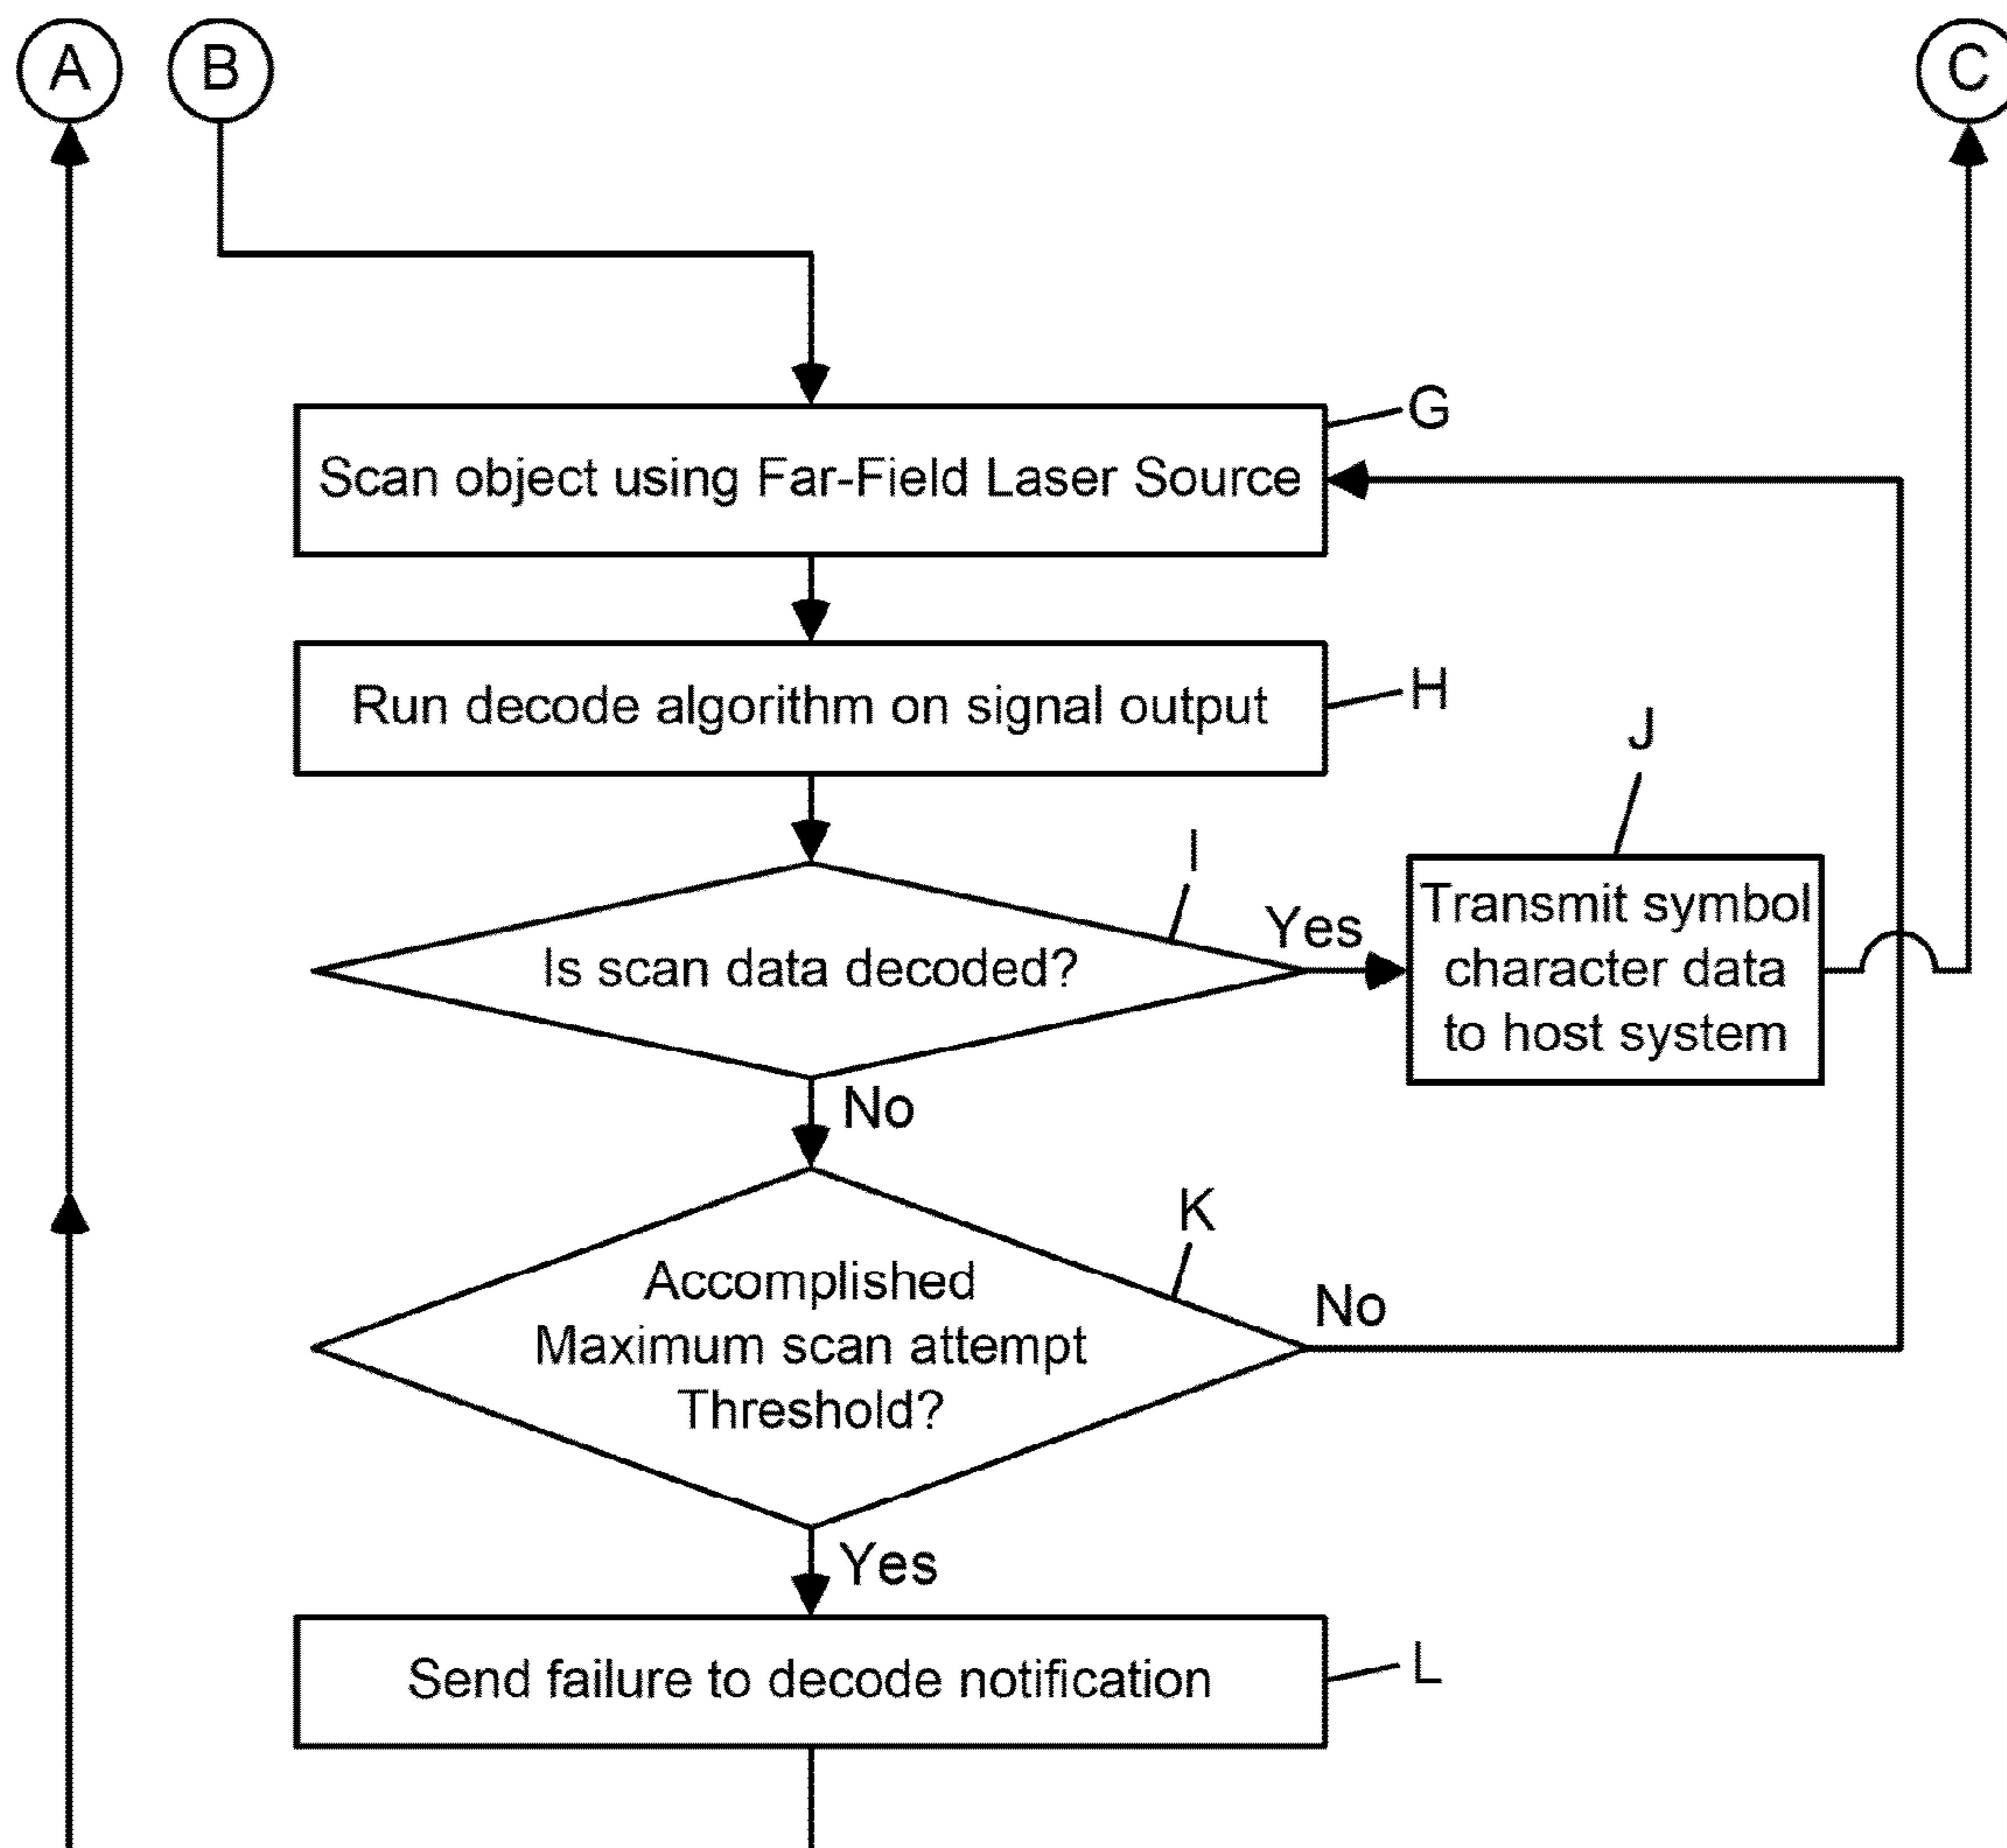 A
B
C
G
Scan object using Far-Field Laser Source
H
Run decode algorithm on signal output
J
I
Yes
Transmit symbol
character data
to host system
Is scan data decoded?
No
K
Accomplished
Maximum scan attempt
Threshold?
No
Yes
L
Send failure to decode notification